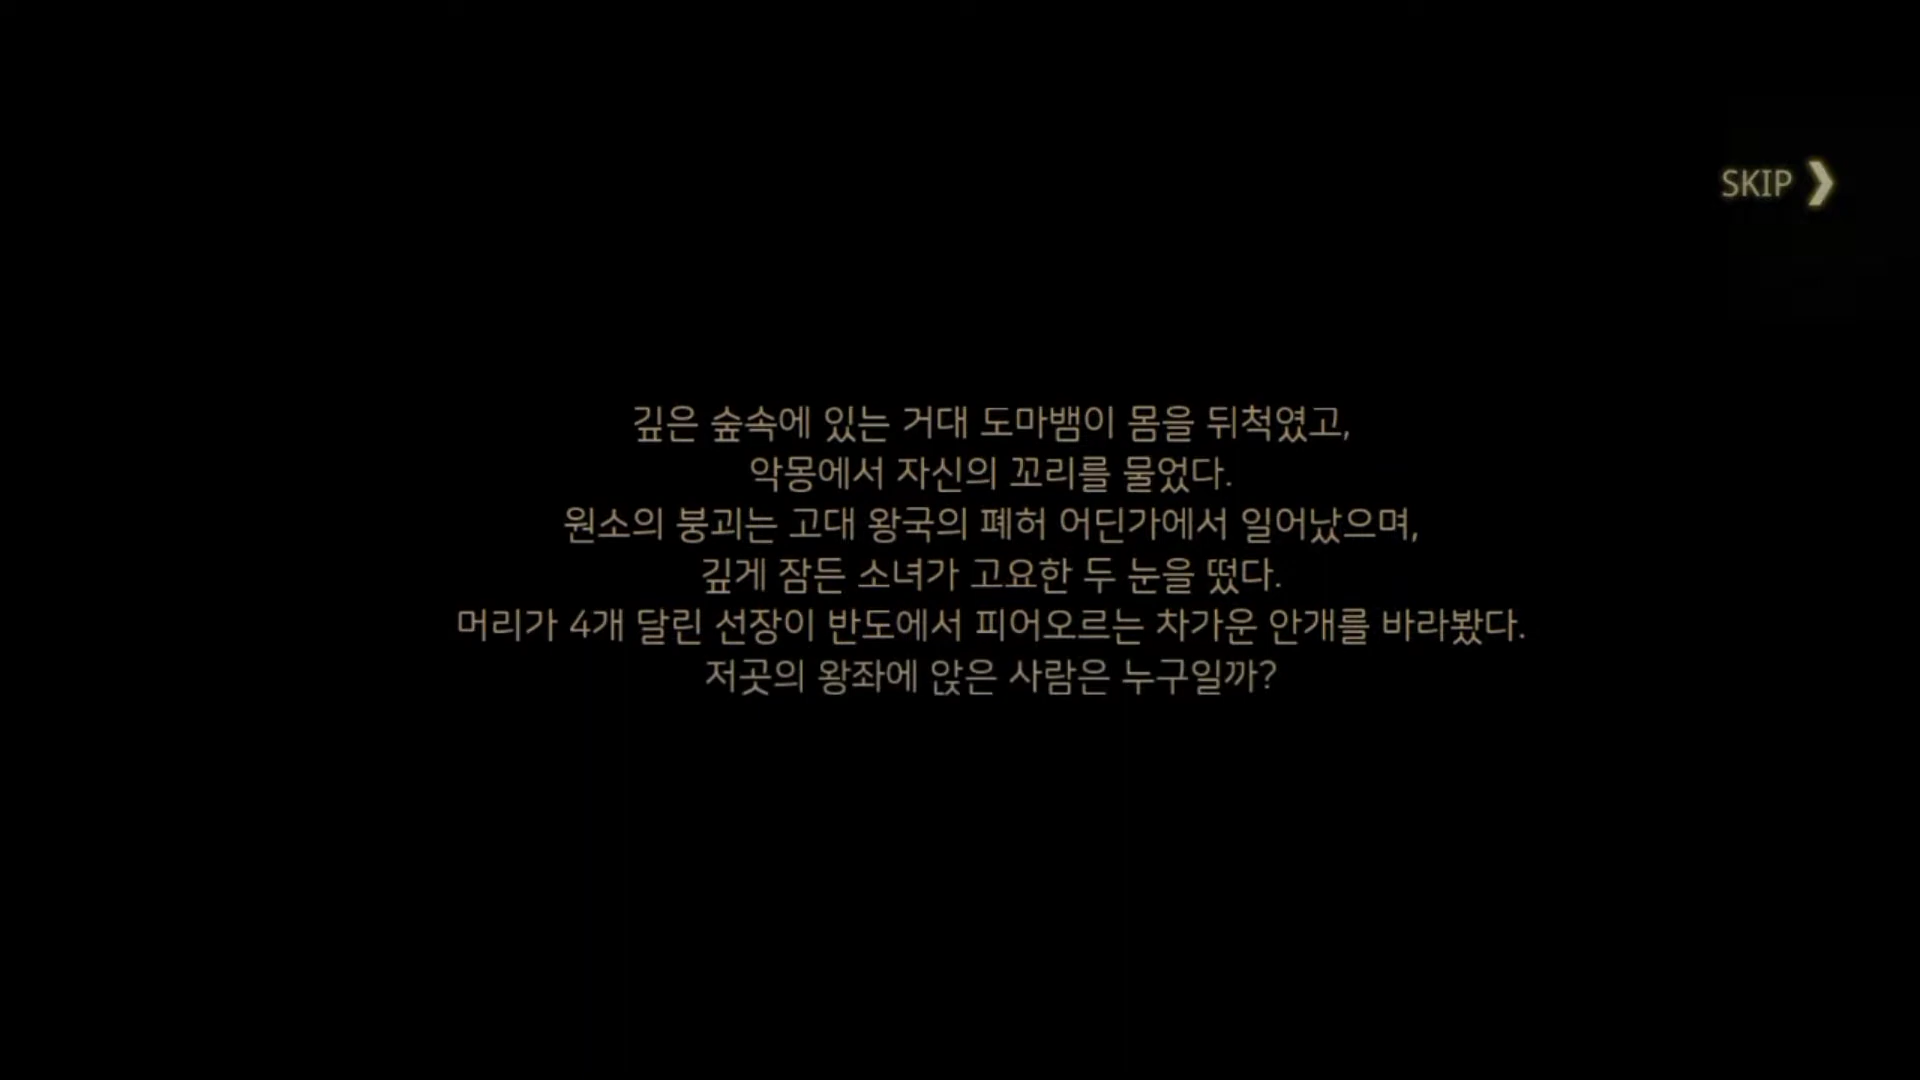 SKIP
깊은 숲속에 있는 거대 도마뱀이 몸을 뒤척였고,
악몽에서 자신의 꼬리를 물었다.
원소의 붕괴는 고대 왕국의 폐허 어딘가에서 일어났으며,
깊게 잠든 소녀가 고요한 두 눈을 떴다.
머리가 4개 달린 선장이 반도에서 피어오르는 차가운 안개를 바라봤다.
저곳의 왕좌에 앉은 사람은 누구일까?